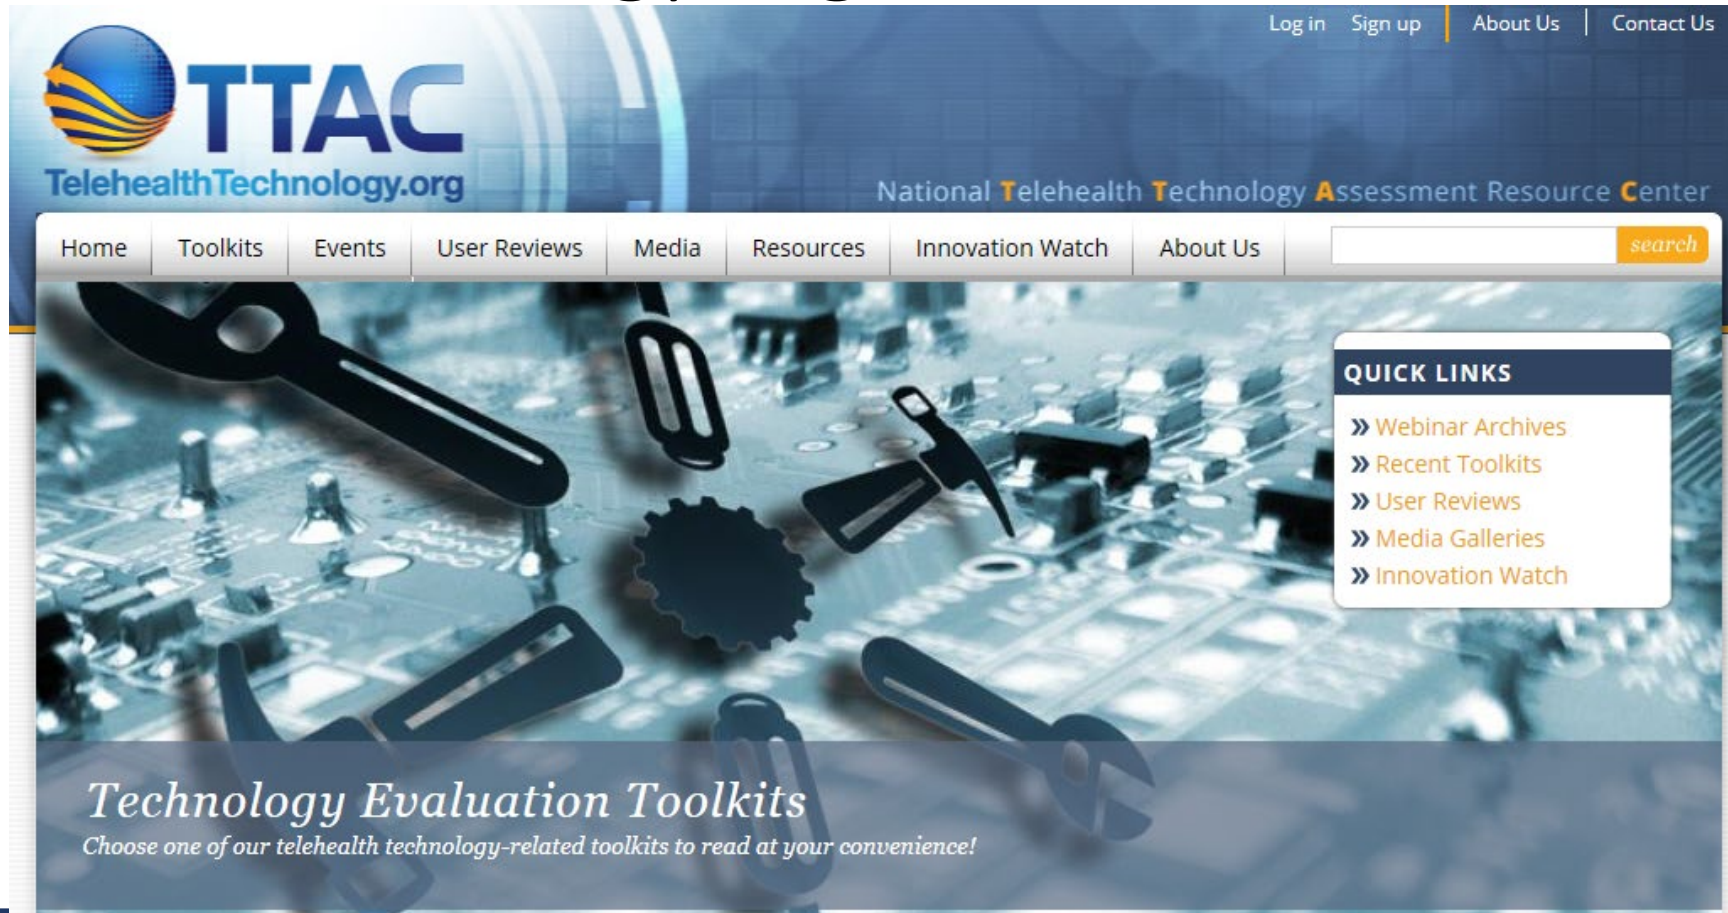 Log in Sign up About Us Contact Us
TTAC
TelehealthTechnology.org
National Telehealth Technology Assessment Resource Center
Home Toolkits Events User Reviews Media Resources Innovation Watch About Us search
QUICK LINKS
» Webinar Archives
» Recent Toolkits
» User Reviews
» Media Galleries
» Innovation Watch
Technology Evaluation Toolkits
Choose one of our telehealth technology-related toolkits to read at your convenience!